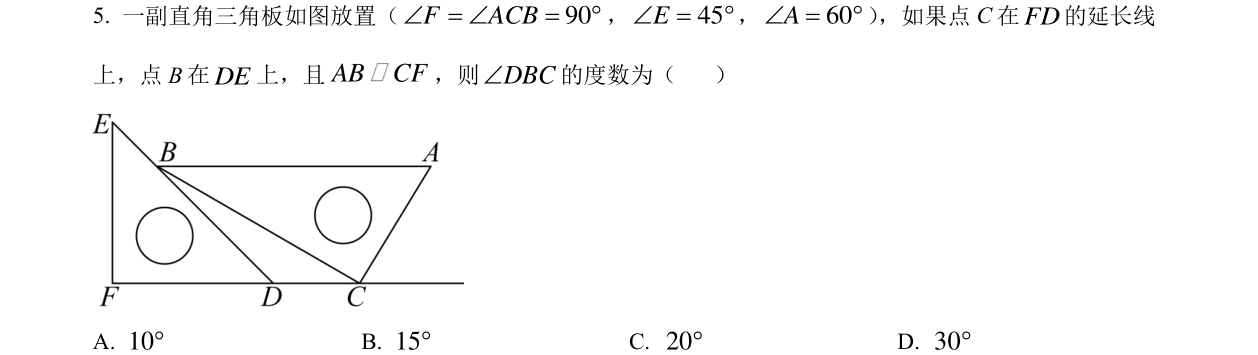 5. 一副直角三角板如图放置（∠F = ∠ACB = 90°，∠E = 45°，∠A = 60°），如果点 C 在 FD 的延长线
上，点 B 在 DE 上，且 AB □ CF，则∠DBC 的度数为（ ）
E
B
A
F
D
C
A. 10° B. 15° C. 20° D. 30°